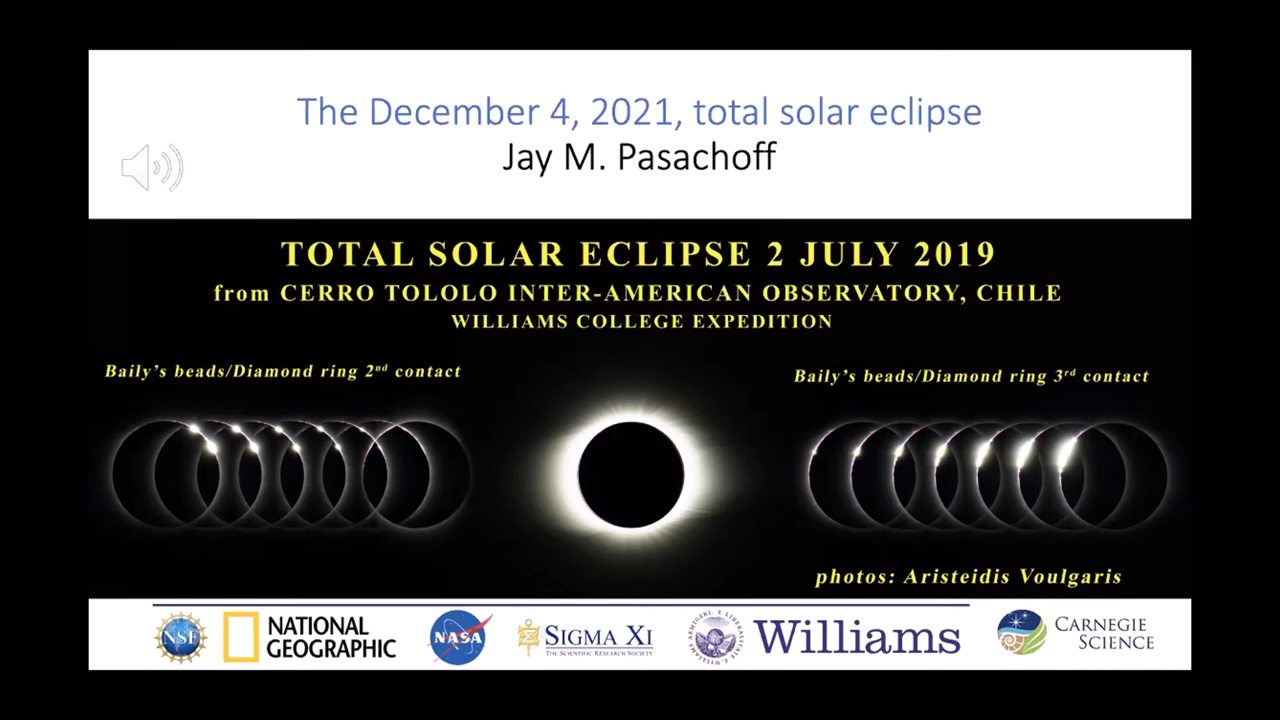 The December 4, 2021, total solar eclipse
Jay M. Pasachoff
TOTAL SOLAR ECLIPSE 2 JULY 2019
from CERRO TOLOLO INTER-AMERICAN OBSERVATORY, CHILE
WILLIAMS COLLEGE EXPEDITION
Baily's beads/Diamond ring 2nd contact
Baily's beads/Diamond ring 3rd contact
photos: Aristeidis Voulgaris
NSF
NATIONAL
GEOGRAPHIC
NASA
SIGMA XI
THE SCIENTIFIC RESEARCH SOCIETY
Williams
CARNEGIE
SCIENCE